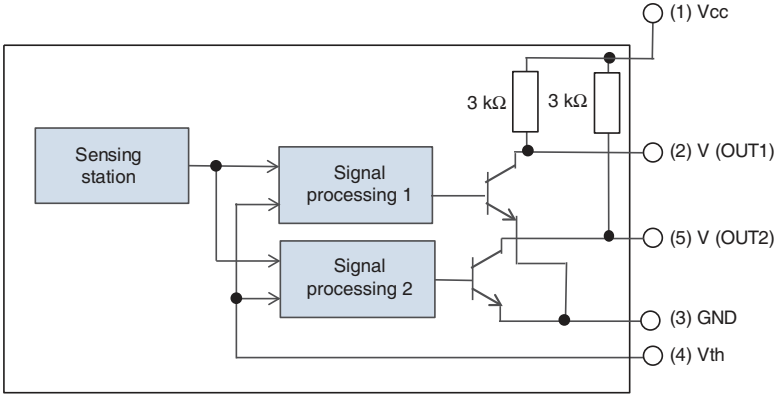 (1) Vcc
3 kΩ
3 kΩ
Sensing
station
Signal
processing 1
(2) V (OUT1)
Signal
processing 2
(5) V (OUT2)
(3) GND
(4) Vth